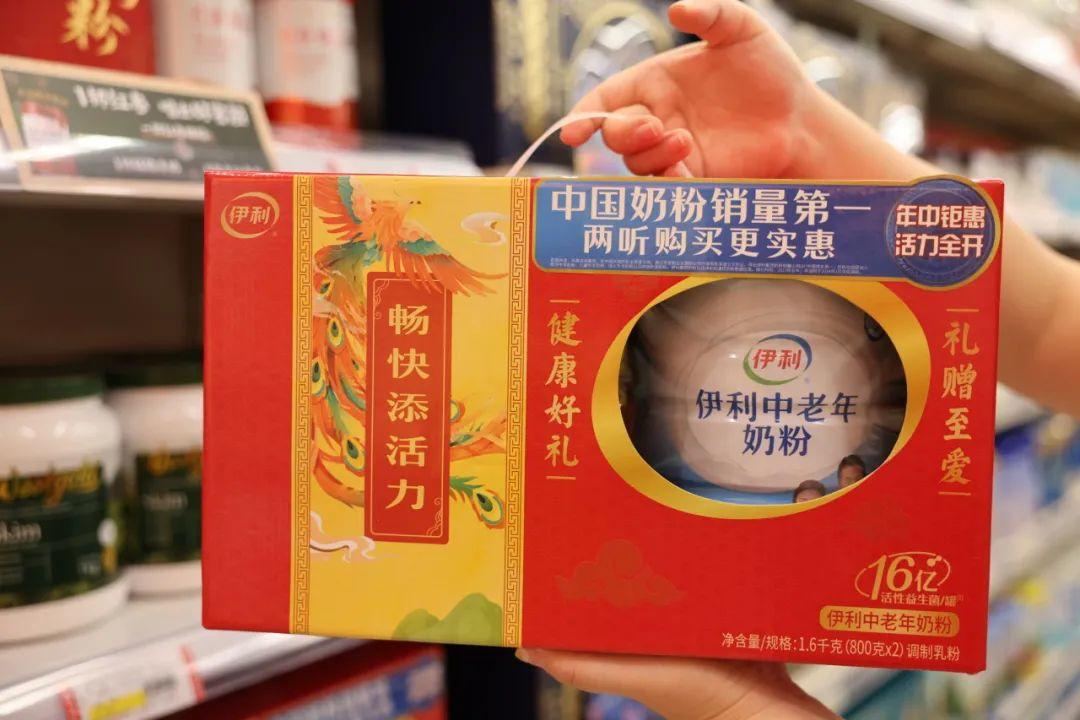 粉
伊利
畅快添活力
中国奶粉销量第一
两听购买更实惠
年中钜惠
活力全开
健康好礼
伊利
伊利中老年
奶粉
礼赠至爱
16亿
活性益生菌/罐
伊利中老年奶粉
净含量/规格:1.6千克(800克x2) 调制乳粉